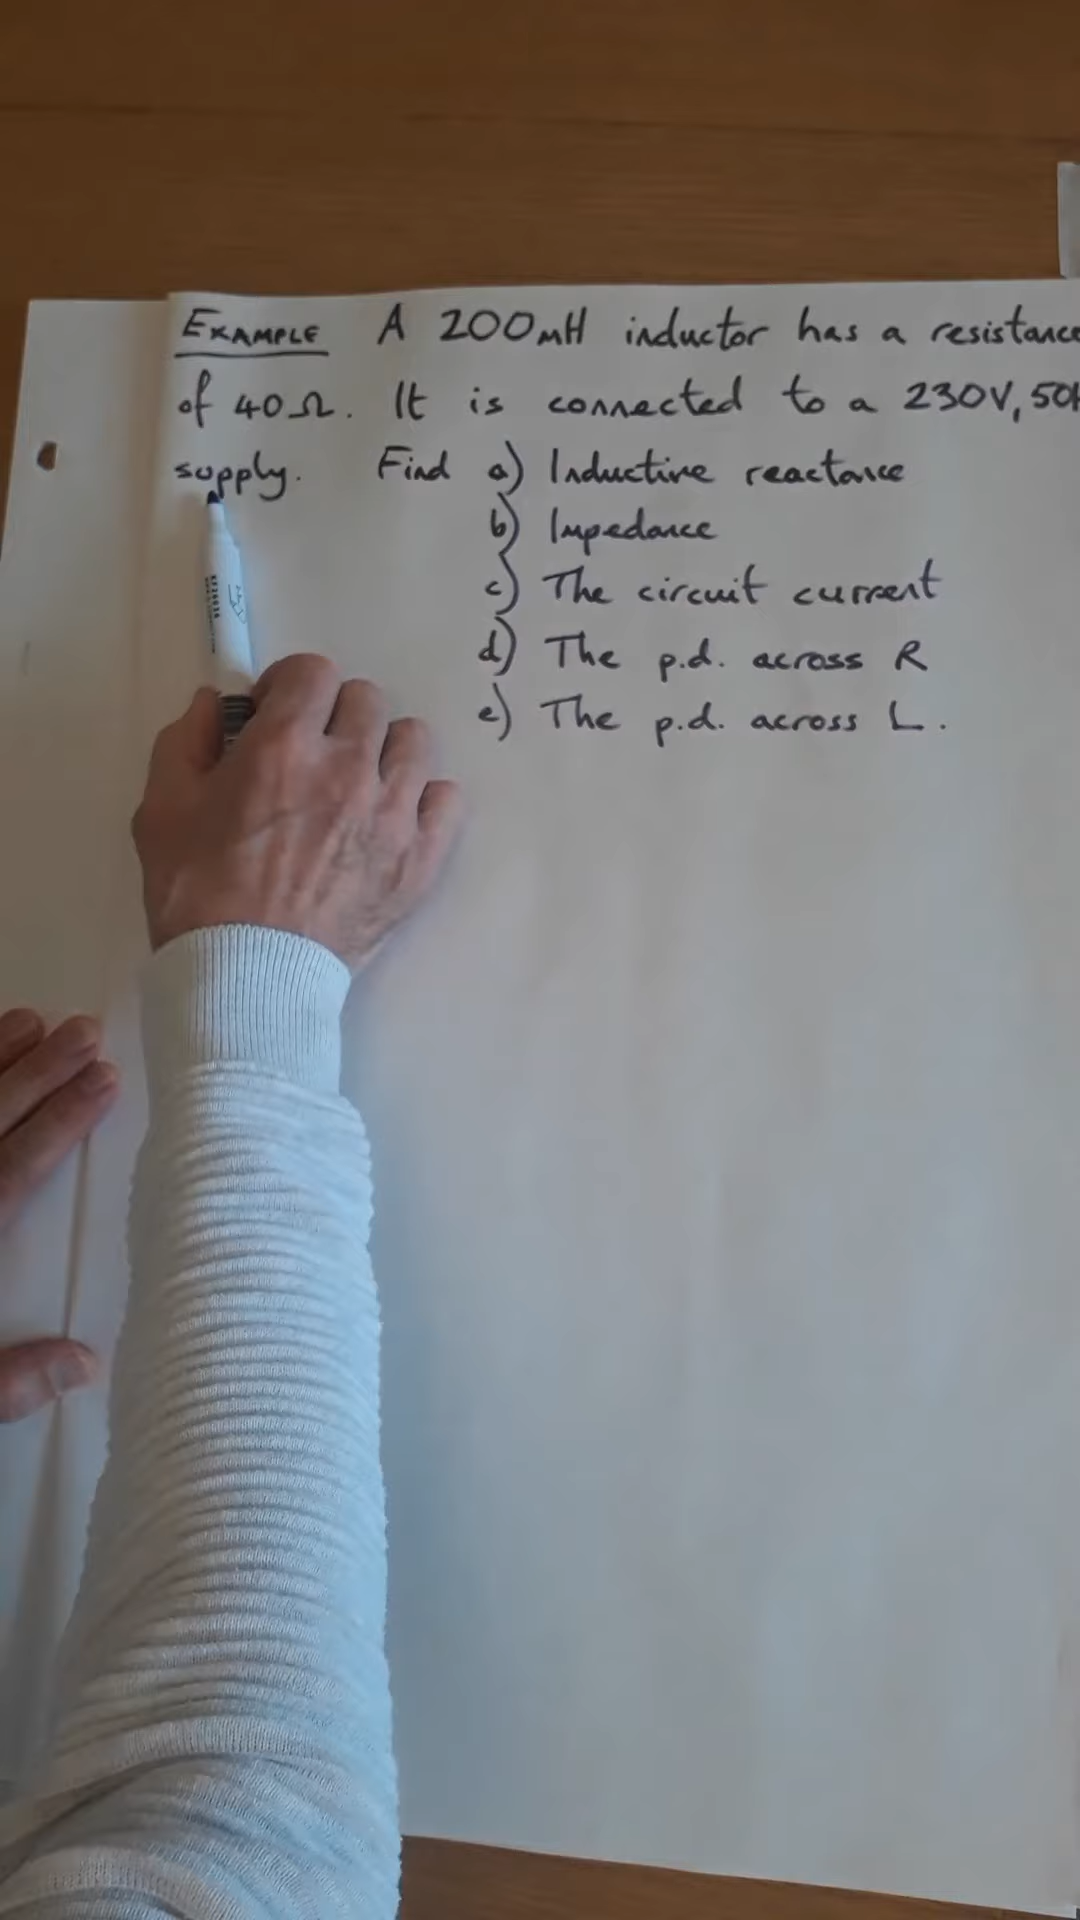 EXAMPLE A 200mH inductor has a resistance
of 40Ω. It is connected to a 230V, 50H
supply. Find a) Inductive reactance
b) Impedance
c) The circuit current
d) The p.d. across R
e) The p.d. across L.